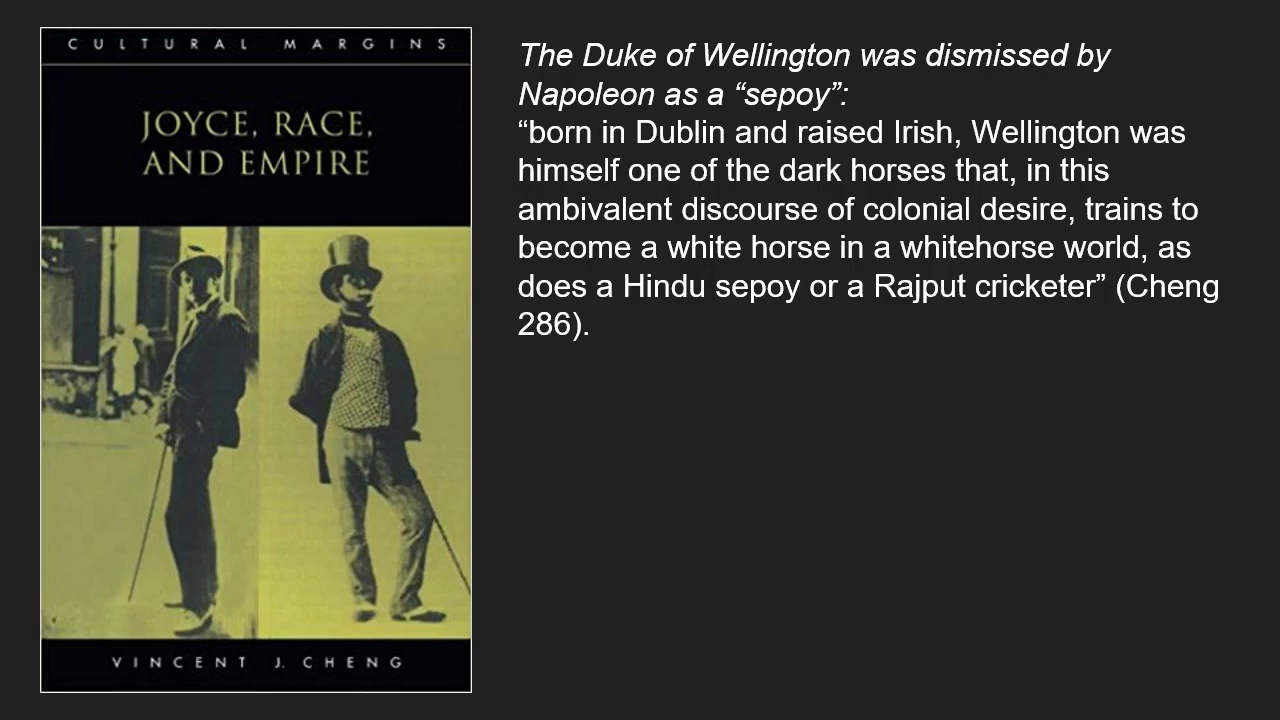 CULTURAL MARGINS
JOYCE, RACE,
AND EMPIRE
VINCENT J. CHENG
The Duke of Wellington was dismissed by
Napoleon as a “sepoy”:
“born in Dublin and raised Irish, Wellington was
himself one of the dark horses that, in this
ambivalent discourse of colonial desire, trains to
become a white horse in a whitehorse world, as
does a Hindu sepoy or a Rajput cricketer” (Cheng
286).